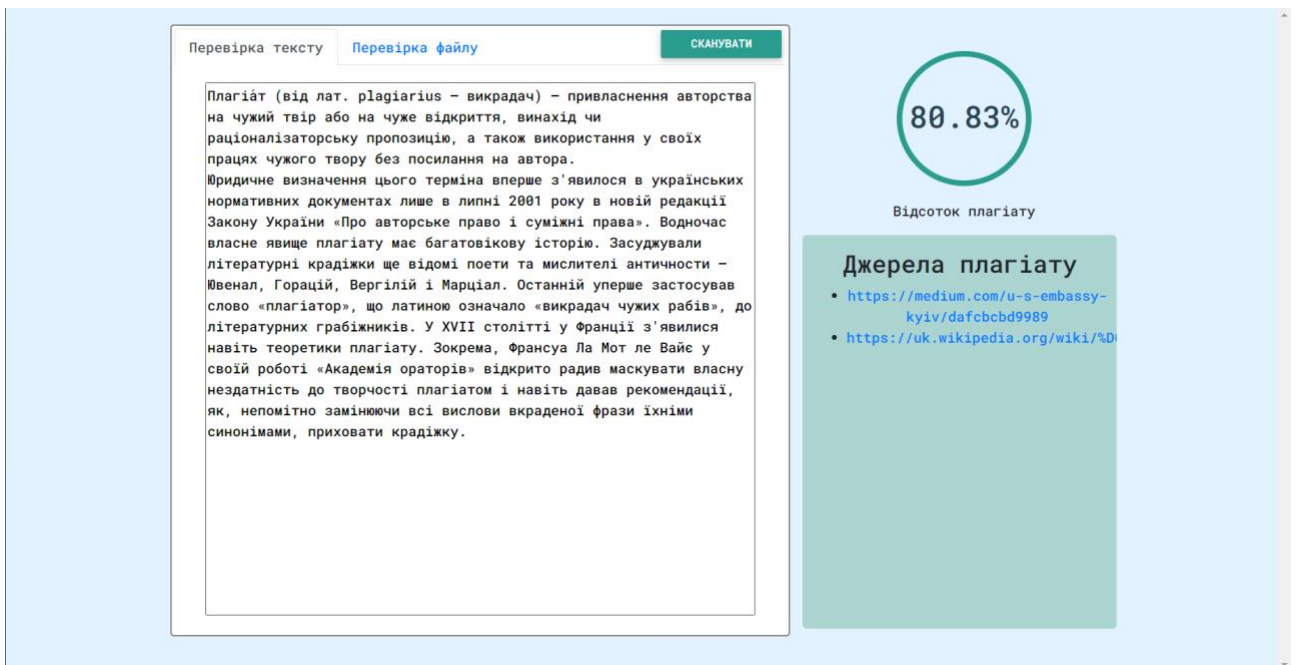 Перевірка тексту
Перевірка файлу
СКАНУВАТИ
Плагіа́т (від лат. plagiarius — викрадач) — привласнення авторства
на чужий твір або на чуже відкриття, винахід чи
раціоналізаторську пропозицію, а також використання у своїх
працях чужого твору без посилання на автора.
Юридичне визначення цього терміна вперше з'явилося в українських
нормативних документах лише в липні 2001 року в новій редакції
Закону України «Про авторське право і суміжні права». Водночас
власне явище плагіату має багатовікову історію. Засуджували
літературні крадіжки ще відомі поети та мислителі античности —
Ювенал, Горацій, Вергілій і Марціал. Останній уперше застосував
слово «плагіатор», що латиною означало «викрадач чужих рабів», до
літературних грабіжників. У XVII столітті у Франції з'явилися
навіть теоретики плагіату. Зокрема, Франсуа Ла Мот ле Вайє у
своїй роботі «Академія ораторів» відкрито радив маскувати власну
нездатність до творчості плагіатом і навіть давав рекомендації,
як, непомітно замінюючи всі вислови вкраденої фрази їхніми
синонімами, приховати крадіжку.
80.83%
Відсоток плагіату
Джерела плагіату
https://medium.com/u-s-embassy-
kyiv/dafcbcbd9989
https://uk.wikipedia.org/wiki/%D